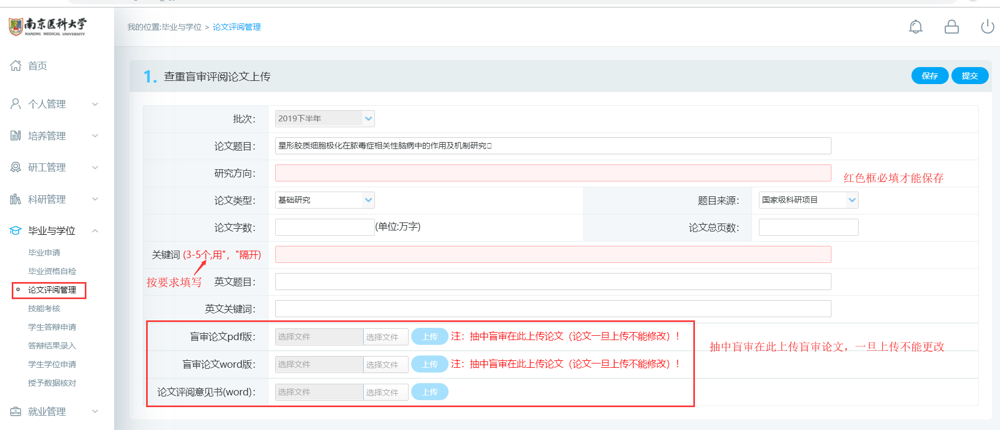 南京医科大学
NANJING MEDICAL UNIVERSITY
我的位置:毕业与学位 > 论文评阅管理
首页
个人管理
培养管理
研工管理
科研管理
毕业与学位
毕业申请
毕业资格自检
论文评阅管理
技能考核
学生答辩申请
答辩结果录入
学生学位申请
授予数据核对
就业管理
1. 查重盲审评阅论文上传
保存 提交
批次: 2019下半年
论文题目: 星形胶质细胞极化在脓毒症相关性脑病中的作用及机制研究
研究方向:
红色框必填才能保存
论文类型: 基础研究 题目来源: 国家级科研项目
论文字数: (单位:万字) 论文总页数:
关键词 (3-5个,用"，"隔开)
按要求填写
英文题目:
英文关键词:
盲审论文pdf版: 选择文件 选择文件 上传 注：抽中盲审在此上传论文（论文一旦上传不能修改）！
抽中盲审在此上传盲审论文，一旦上传不能更改
盲审论文word版: 选择文件 选择文件 上传 注：抽中盲审在此上传论文（论文一旦上传不能修改）！
论文评阅意见书(word): 选择文件 选择文件 上传